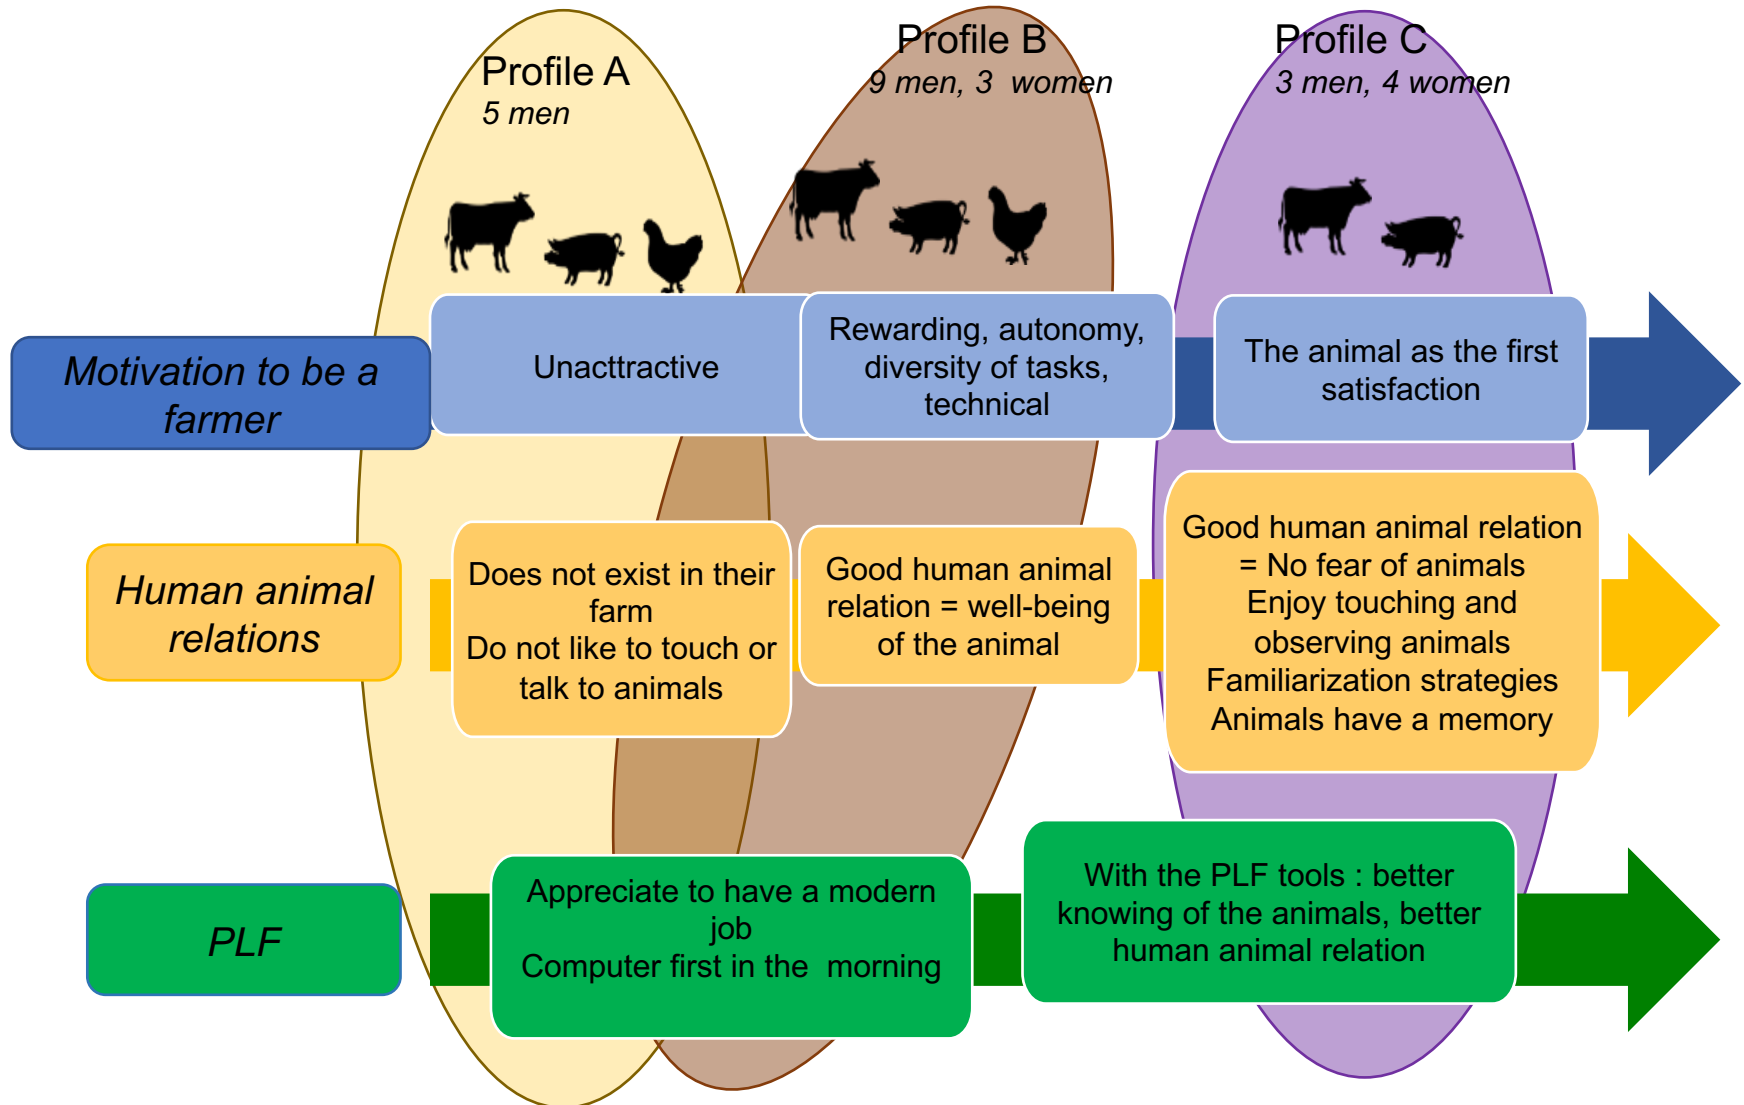 Profile A
5 men
Profile B
9 men, 3 women
Profile C
3 men, 4 women
Motivation to be a
farmer
Unacttractive
Rewarding, autonomy,
diversity of tasks,
technical
The animal as the first
satisfaction
Human animal
relations
Does not exist in their
farm
Do not like to touch or
talk to animals
Good human animal
relation = well-being
of the animal
Good human animal relation
= No fear of animals
Enjoy touching and
observing animals
Familiarization strategies
Animals have a memory
PLF
Appreciate to have a modern
job
Computer first in the morning
With the PLF tools : better
knowing of the animals, better
human animal relation